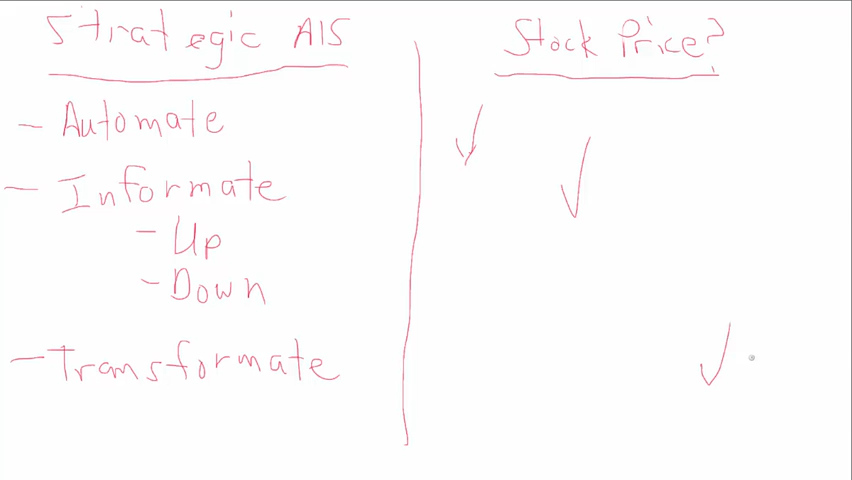 Strategic AIS
Stock Price?
- Automate
- Informate
- Up
- Down
- Transformate